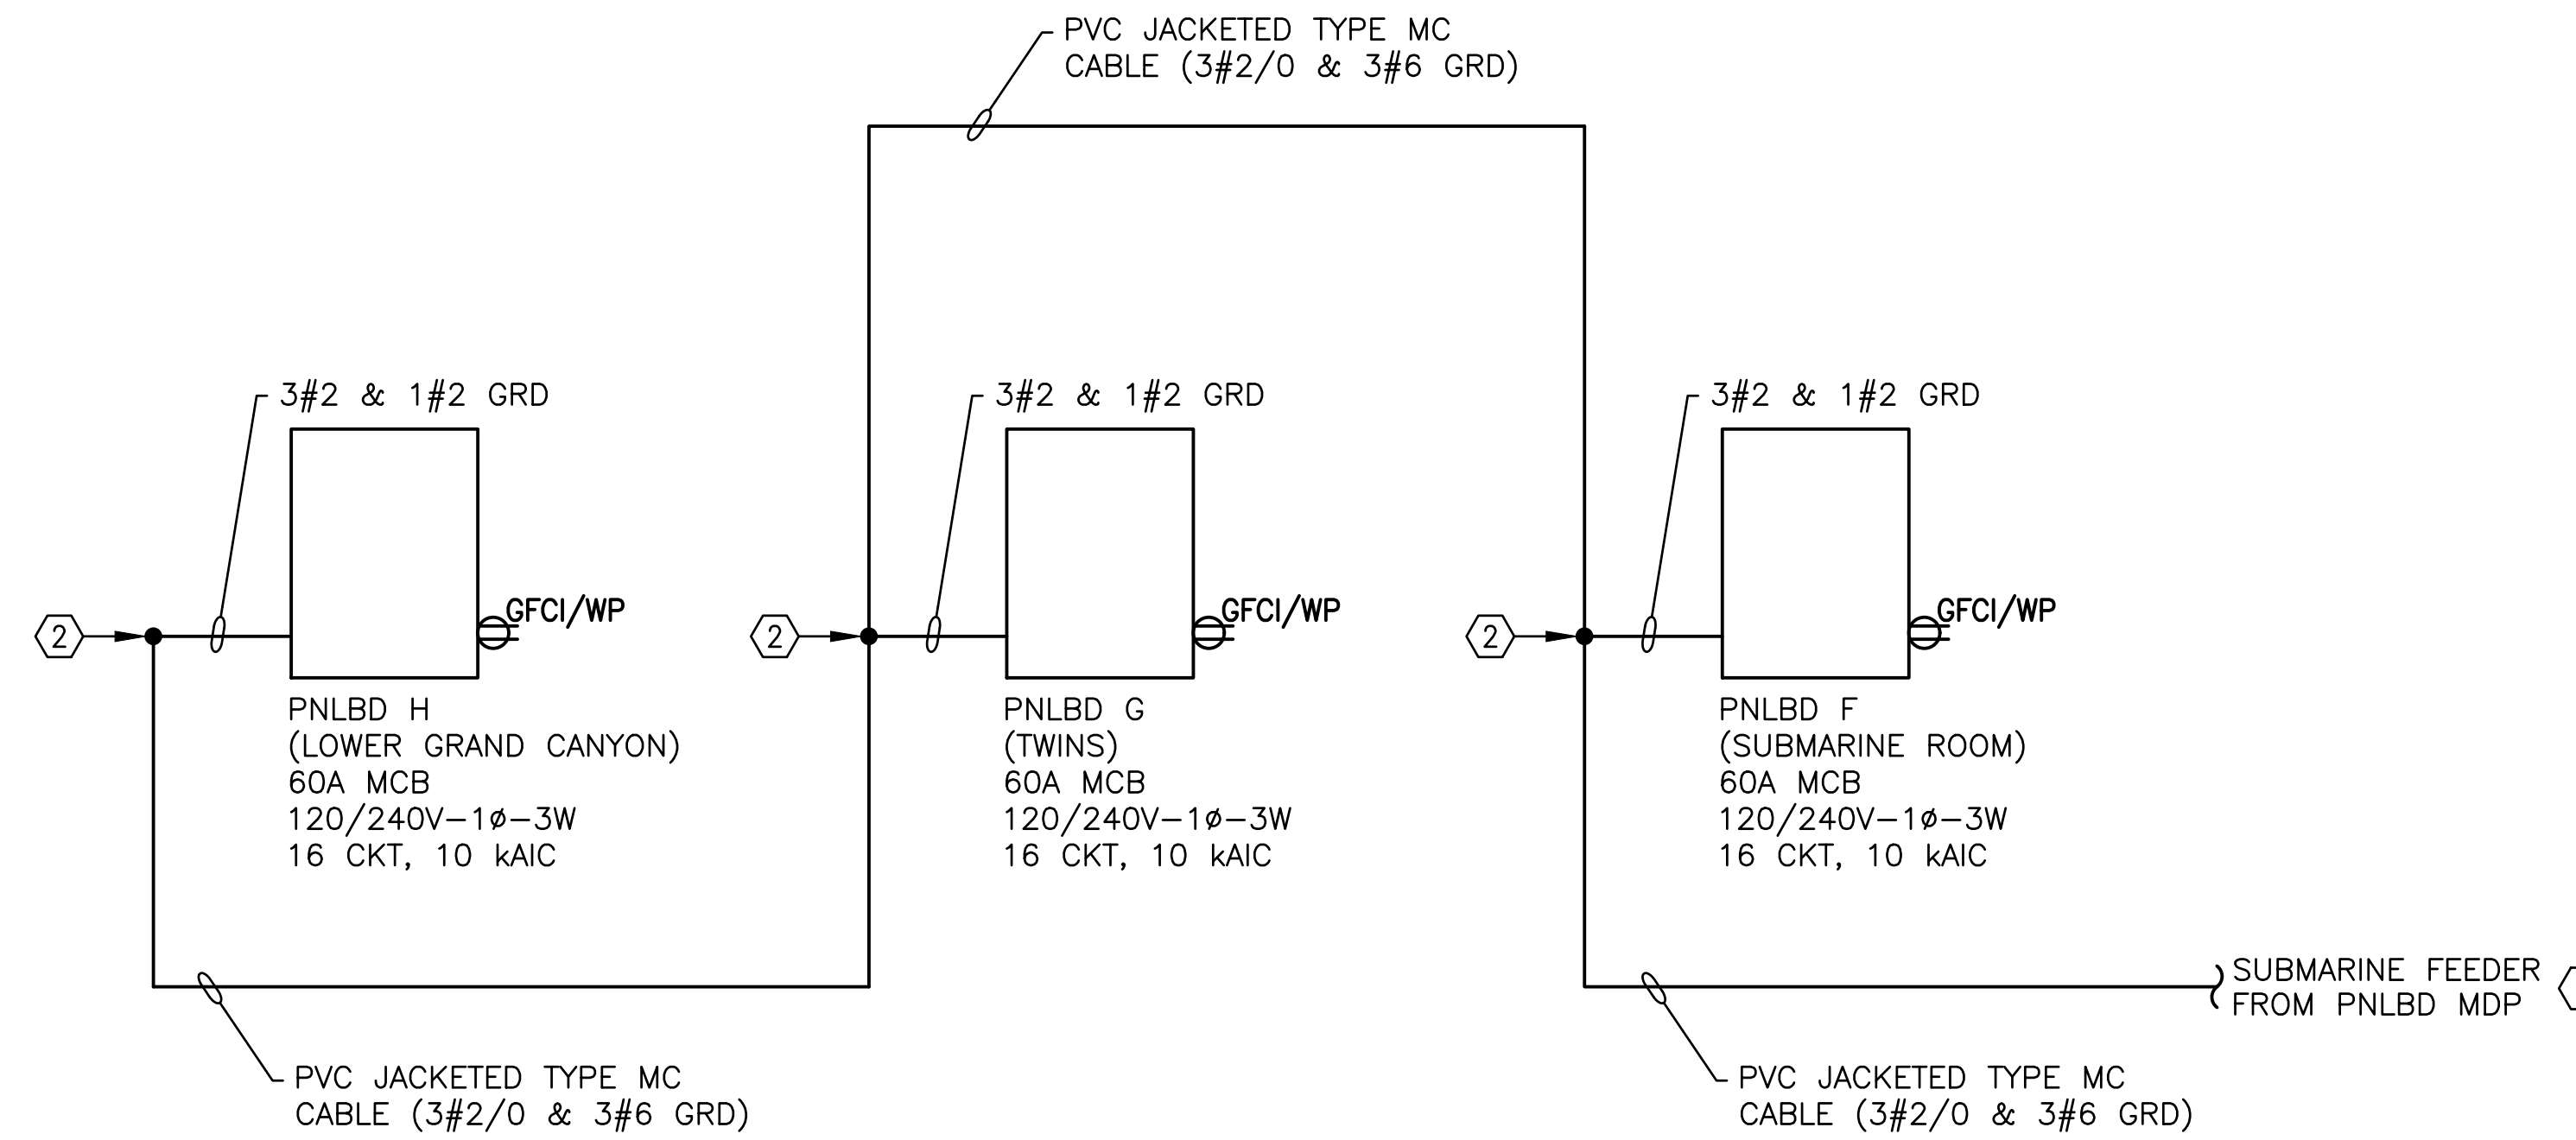 PVC JACKETED TYPE MC
CABLE (3#2/0 & 3#6 GRD)
3#2 & 1#2 GRD
3#2 & 1#2 GRD
3#2 & 1#2 GRD
GFCI/WP
GFCI/WP
GFCI/WP
2
2
2
PNLBD H
(LOWER GRAND CANYON)
60A MCB
120/240V-1ø-3W
16 CKT, 10 kAIC
PNLBD G
(TWINS)
60A MCB
120/240V-1ø-3W
16 CKT, 10 kAIC
PNLBD F
(SUBMARINE ROOM)
60A MCB
120/240V-1ø-3W
16 CKT, 10 kAIC
SUBMARINE FEEDER
FROM PNLBD MDP
PVC JACKETED TYPE MC
CABLE (3#2/0 & 3#6 GRD)
PVC JACKETED TYPE MC
CABLE (3#2/0 & 3#6 GRD)